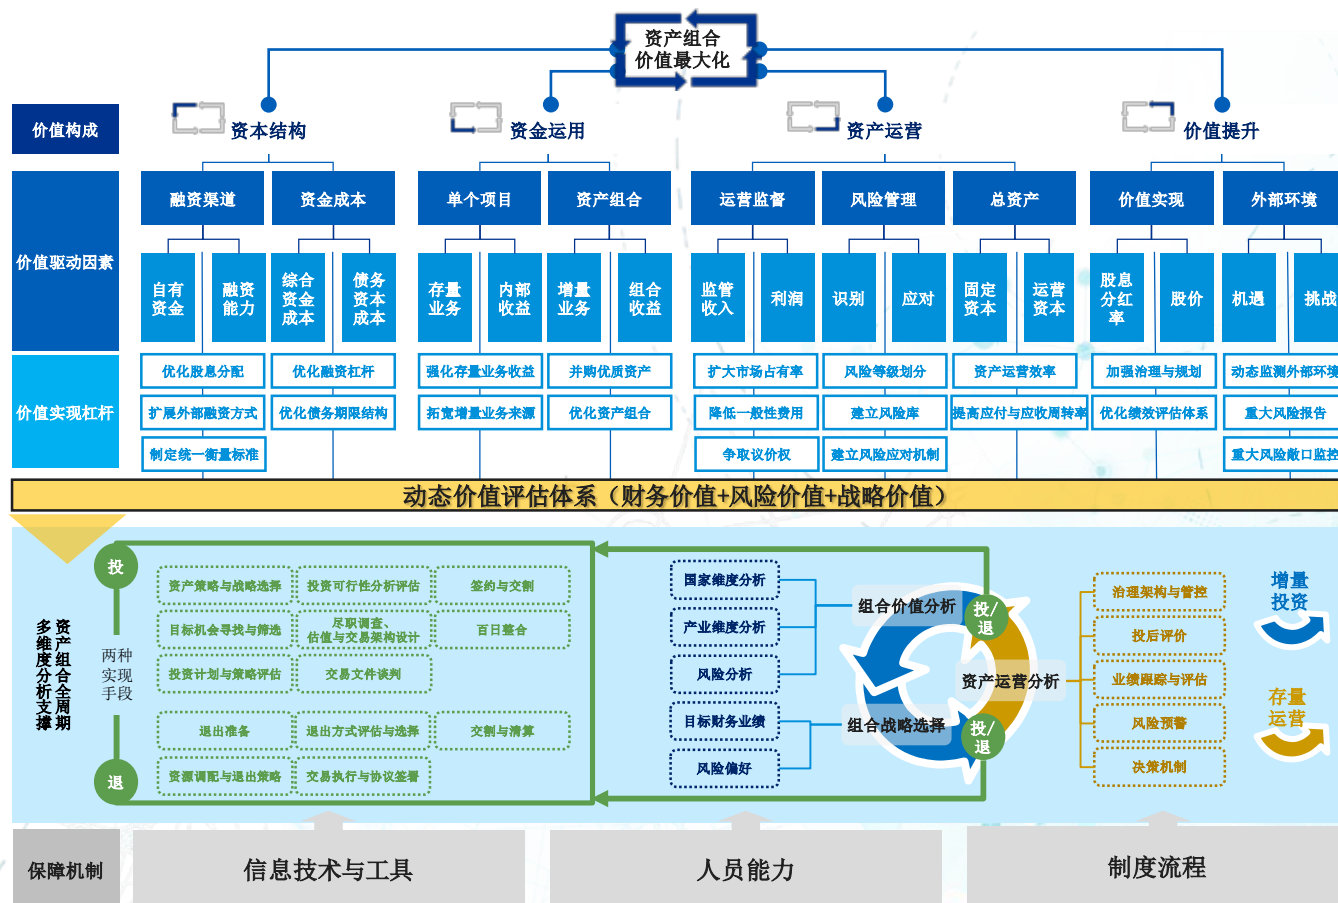 资产组合
价值最大化
价值构成
资本结构
资金运用
资产运营
价值提升
价值驱动因素
融资渠道
资金成本
单个项目
资产组合
运营监督
风险管理
总资产
价值实现
外部环境
自有
资金
融资
能力
综合
资金
成本
债务
资本
成本
存量
业务
内部
收益
增量
业务
组合
收益
监管
收入
利润
识别
应对
固定
资本
运营
资本
股息
分红
率
股价
机遇
挑战
价值实现杠杆
优化股息分配
优化融资杠杆
强化存量业务收益
并购优质资产
扩大市场占有率
风险等级划分
资产运营效率
加强治理与规划
动态监测外部环境
扩展外部融资方式
优化债务期限结构
拓宽增量业务来源
优化资产组合
降低一般性费用
建立风险库
提高应付与应收周转率
优化绩效评估体系
重大风险报告
制定统一衡量标准
争取议价权
建立风险应对机制
重大风险敞口监控
动态价值评估体系（财务价值+风险价值+战略价值）
资产组合全周期
多维度分析支撑
投
两种
实现
手段
退
资产策略与战略选择
投资可行性分析评估
签约与交割
目标机会寻找与筛选
尽职调查、
估值与交易架构设计
百日整合
投资计划与策略评估
交易文件谈判
退出准备
退出方式评估与选择
交割与清算
资源调配与退出策略
交易执行与协议签署
国家维度分析
产业维度分析
风险分析
目标财务业绩
风险偏好
组合价值分析
组合战略选择
资产运营分析
投/
退
投/
退
治理架构与管控
投后评价
业绩跟踪与评估
风险预警
决策机制
增量
投资
存量
运营
保障机制
信息技术与工具
人员能力
制度流程